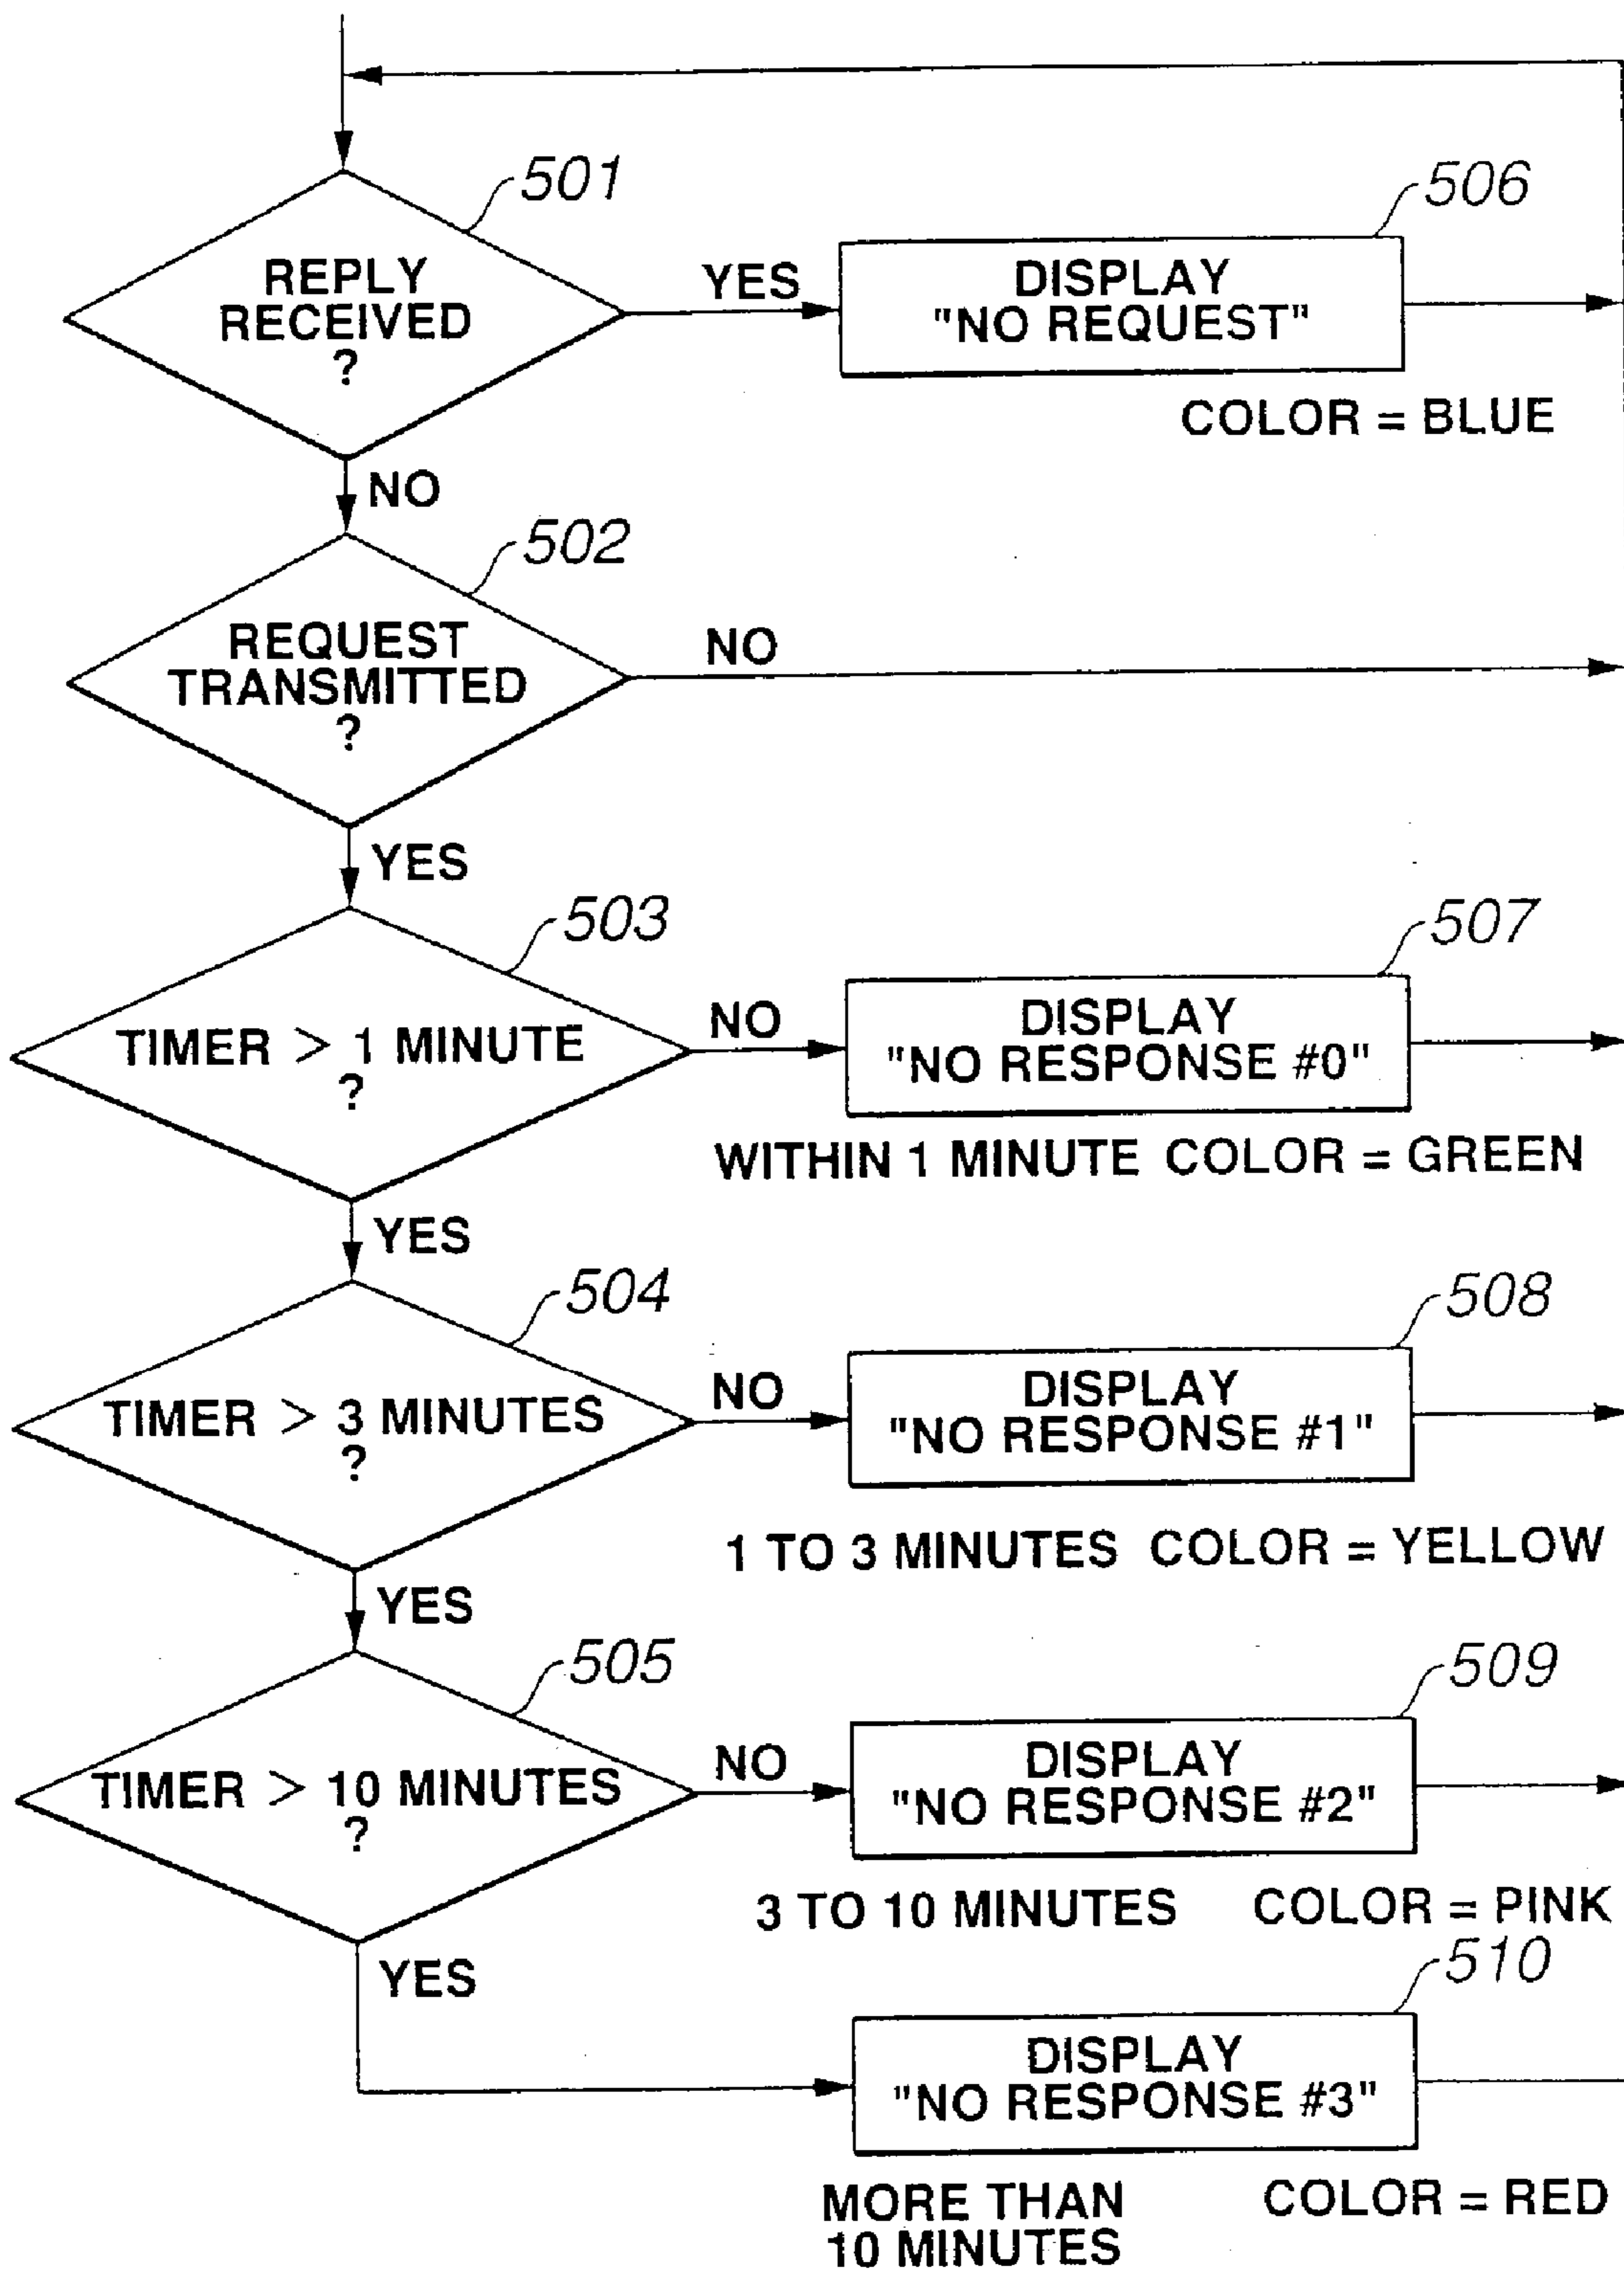 501
REPLY
RECEIVED
?
YES
506
DISPLAY
"NO REQUEST"
COLOR = BLUE
NO
502
REQUEST
TRANSMITTED
?
NO
YES
503
TIMER > 1 MINUTE
?
NO
507
DISPLAY
"NO RESPONSE #0"
WITHIN 1 MINUTE COLOR = GREEN
YES
504
TIMER > 3 MINUTES
?
NO
508
DISPLAY
"NO RESPONSE #1"
1 TO 3 MINUTES COLOR = YELLOW
YES
505
TIMER > 10 MINUTES
?
NO
509
DISPLAY
"NO RESPONSE #2"
3 TO 10 MINUTES COLOR = PINK
YES
510
DISPLAY
"NO RESPONSE #3"
MORE THAN
10 MINUTES
COLOR = RED